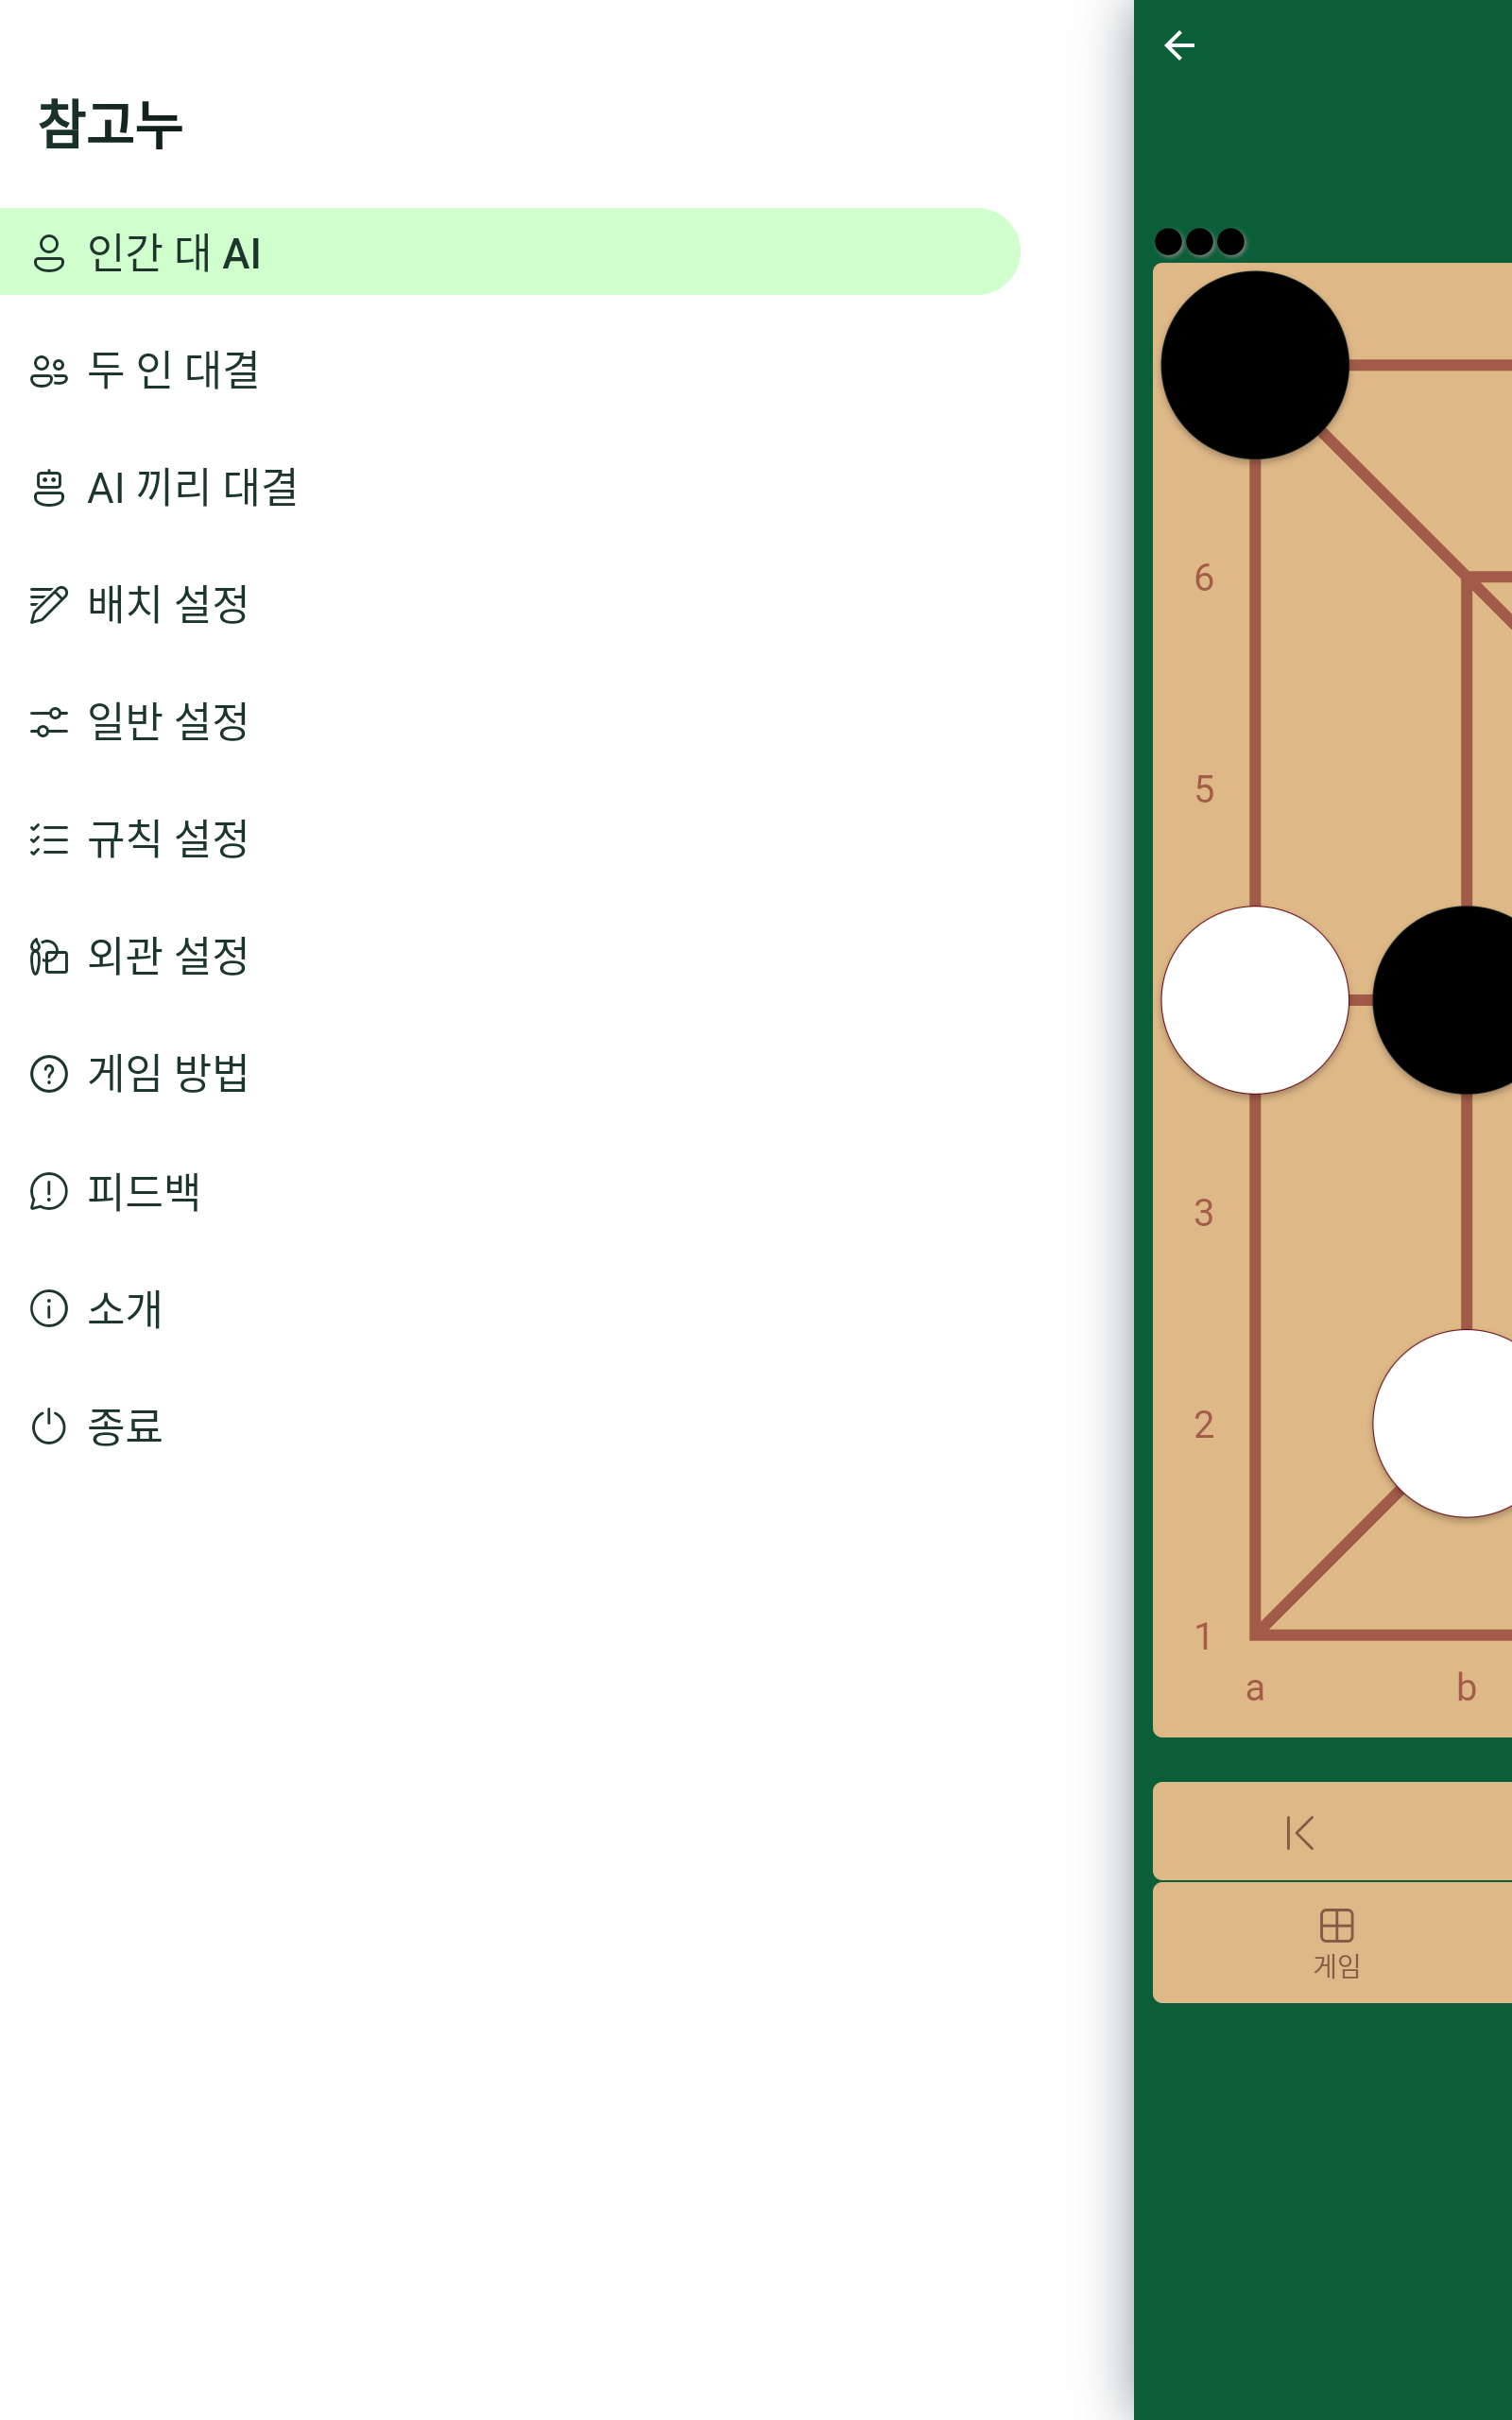 참고누
인간 대 AI
두 인 대결
AI 끼리 대결
배치 설정
일반 설정
규칙 설정
외관 설정
게임 방법
피드백
소개
종료
6
5
3
2
1
a b
게임